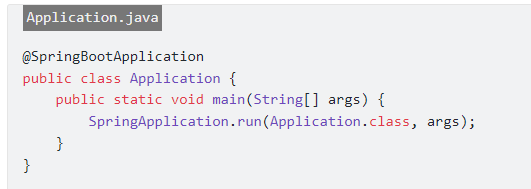 Application.java
@SpringBootApplication
public class Application {
    public static void main(String[] args) {
        SpringApplication.run(Application.class, args);
    }
}